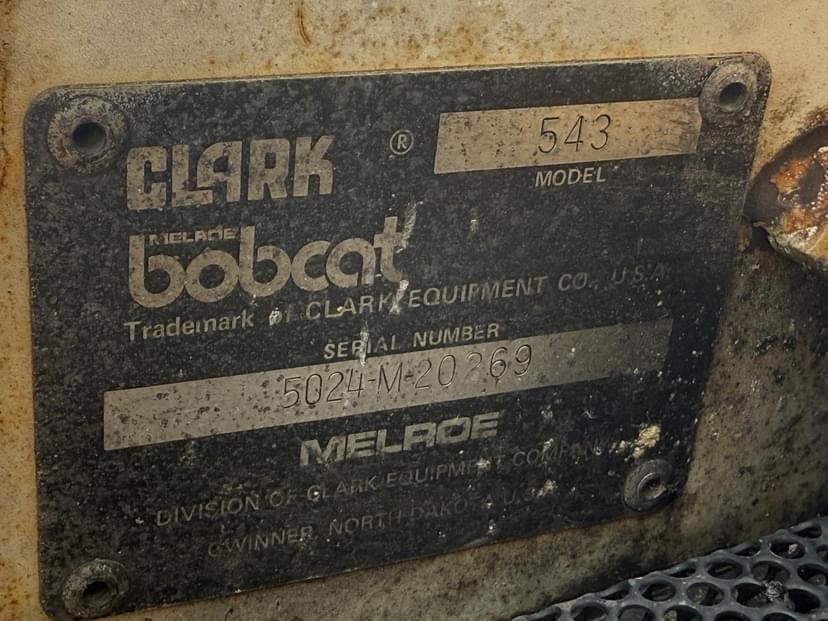 CLARK ®
543
MODEL
MELROE
bobcat
Trademark of CLARK EQUIPMENT CO., U.S.A.
SERIAL NUMBER
5024-M-20269
MELROE
DIVISION OF CLARK EQUIPMENT COMPANY
GWINNER, NORTH DAKOTA U.S.A.